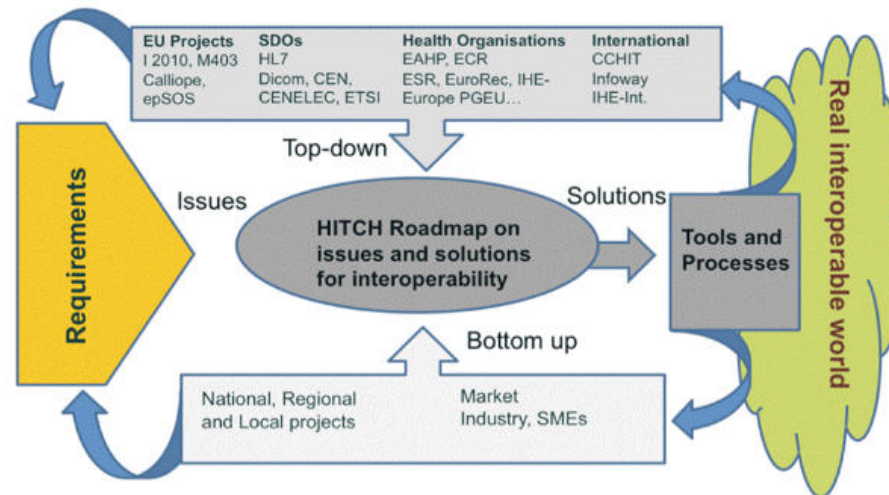 EU Projects
I 2010, M403
Calliope,
epSOS
SDOs
HL7
Dicom, CEN,
CENELEC, ETSI
Health Organisations
EAHP, ECR
ESR, EuroRec, IHE-
Europe PGEU...
International
CCHIT
Infoway
IHE-Int.
Top-down
Requirements
Issues
HITCH Roadmap on
issues and solutions
for interoperability
Solutions
Tools and
Processes
Real interoperable world
Bottom up
National, Regional
and Local projects
Market
Industry, SMEs